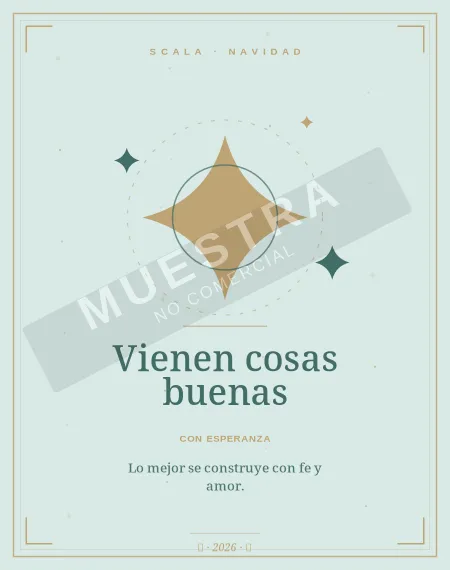 SCALA · NAVIDAD
MUESTRA
NO COMERCIAL
Vienen cosas
buenas
CON ESPERANZA
Lo mejor se construye con fe y
amor.
· 2026 ·